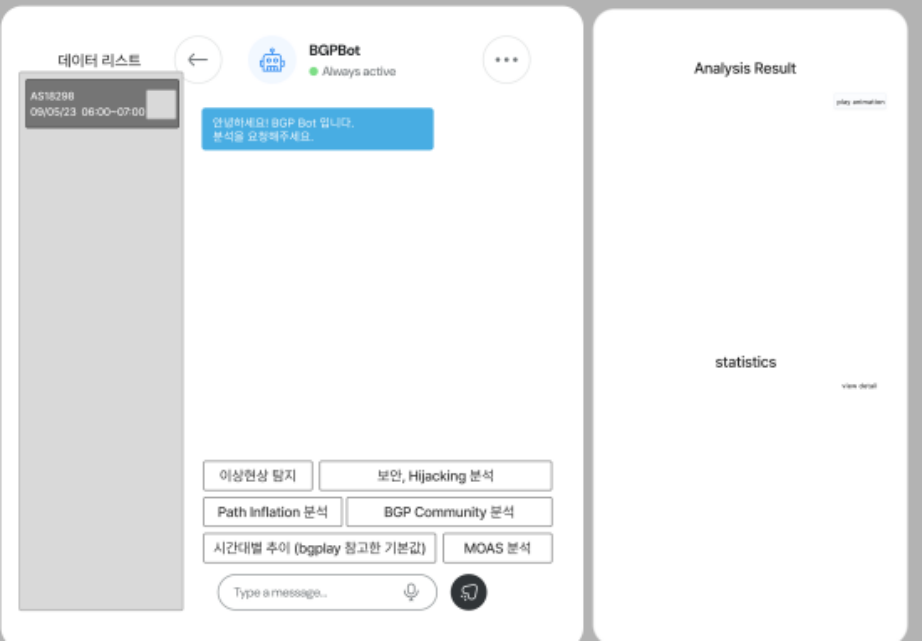 데이터 리스트
AS18298
09/05/23 06:00~07:00
BGPBot
Always active
안녕하세요! BGP Bot 입니다.
분석을 요청해주세요.
이상현상 탐지
보안, Hijacking 분석
Path Inflation 분석
BGP Community 분석
시간대별 추이 (bgplay 참고한 기본값)
MOAS 분석
Type a message...
Analysis Result
play animation
statistics
view detail